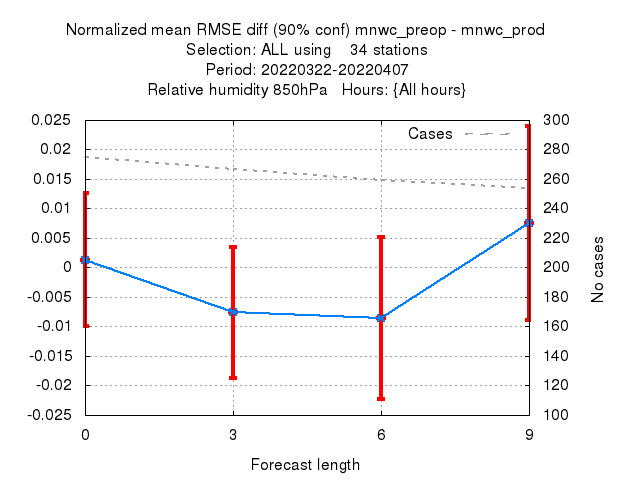 Normalized mean RMSE diff (90% conf) mnwc_preop - mnwc_prod
Selection: ALL using    34 stations
Period: 20220322-20220407
Relative humidity 850hPa   Hours: {All hours}
0.025 300
Cases
0.02 280
0.015 260
0.01 240
0.005 220
0 200
-0.005 180
-0.01 160
-0.015 140
-0.02 120
-0.025 100
No cases
0 3 6 9
Forecast length